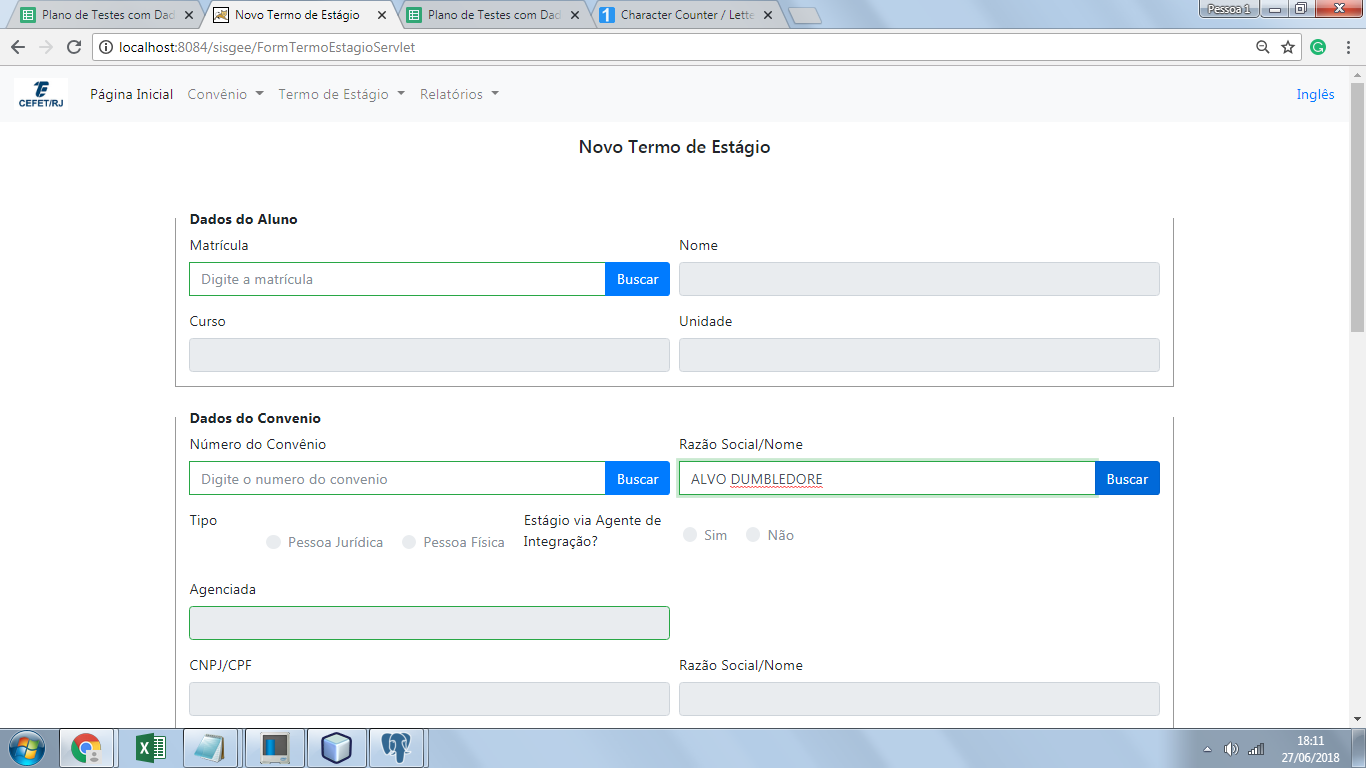 Plano de Testes com Dad
Novo Termo de Estágio
Plano de Testes com Dad
Character Counter / Lette
Pessoa 1
localhost:8084/sisgee/FormTermoEstagioServlet
CEFET/RJ
Página Inicial
Convênio
Termo de Estágio
Relatórios
Inglês
Novo Termo de Estágio
Dados do Aluno
Matrícula
Nome
Digite a matrícula
Buscar
Curso
Unidade
Dados do Convenio
Número do Convênio
Razão Social/Nome
Digite o numero do convenio
Buscar
ALVO DUMBLEDORE
Buscar
Tipo
Pessoa Jurídica
Pessoa Física
Estágio via Agente de
Integração?
Sim
Não
Agenciada
CNPJ/CPF
Razão Social/Nome
18:11
27/06/2018